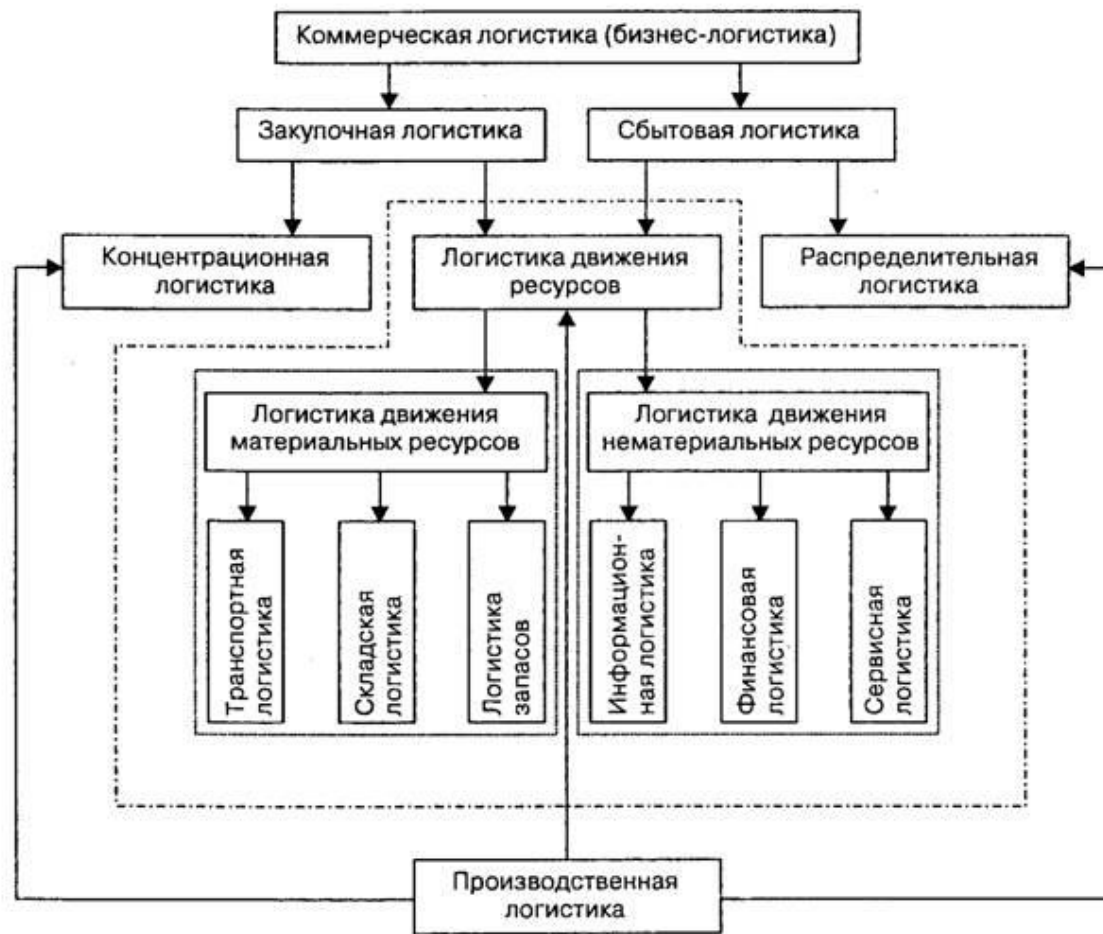 Коммерческая логистика (бизнес-логистика)
Закупочная логистика
Сбытовая логистика
Концентрационная
логистика
Логистика движения
ресурсов
Распределительная
логистика
Логистика движения
материальных ресурсов
Логистика движения
нематериальных ресурсов
Транспортная
логистика
Складская
логистика
Логистика
запасов
Информацион-
ная логистика
Финансовая
логистика
Сервисная
логистика
Производственная
логистика